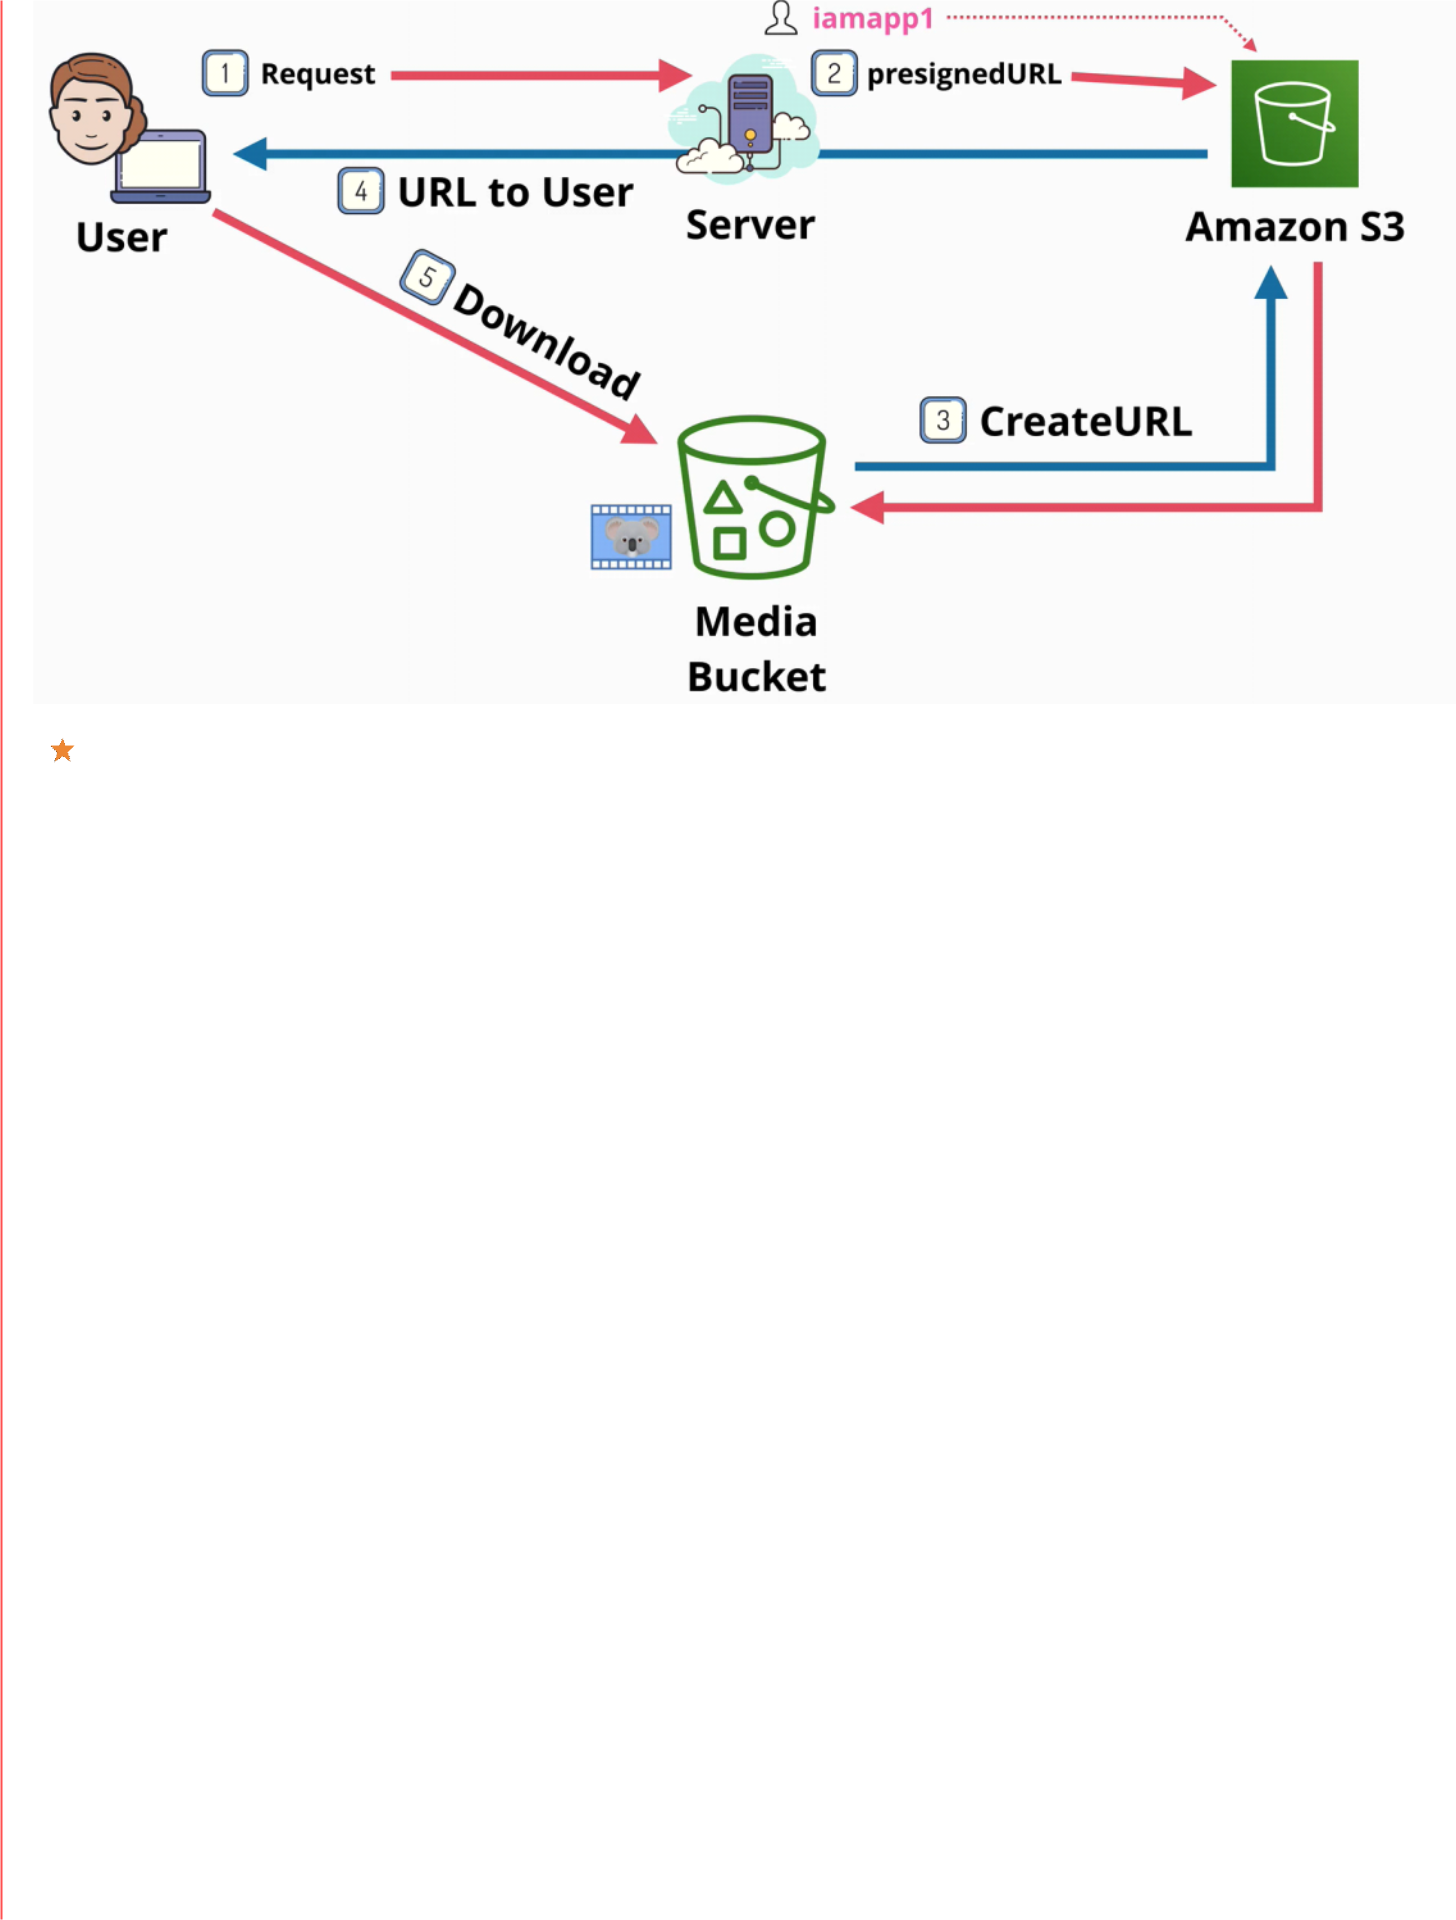 iamapp1
1 Request
2 presignedURL
4 URL to User
Server
User
Amazon S3
5 Download
3 CreateURL
Media
Bucket